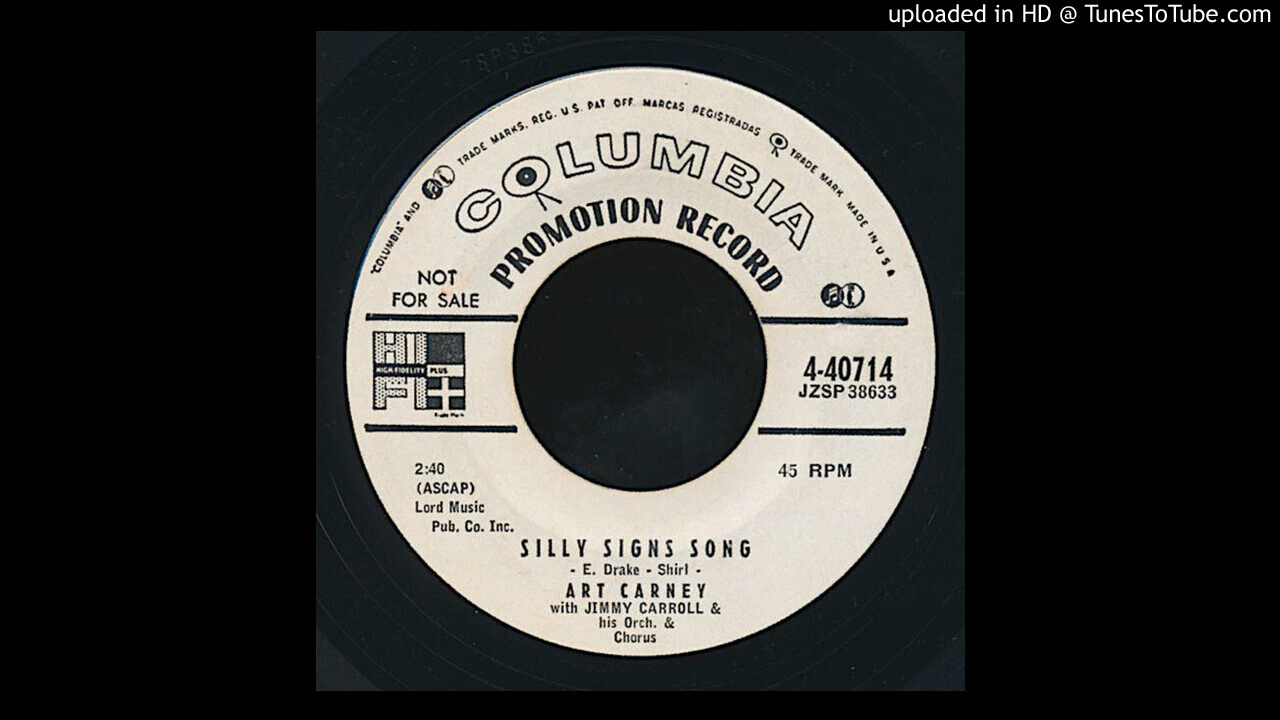 uploaded in HD @ TunesToTube.com
"COLUMBIA" AND
TRADE MARKS, REG. U.S. PAT. OFF. MARCAS REGISTRADAS
TRADE MARK MADE IN U S A
COLUMBIA
PROMOTION RECORD
NOT
FOR SALE
HI
HIGH-FIDELITY PLUS
FI
Trade Mark
4-40714
JZSP 38633
2:40
(ASCAP)
Lord Music
Pub. Co. Inc.
45 RPM
SILLY SIGNS SONG
- E. Drake - Shirl -
ART CARNEY
with JIMMY CARROLL &
his Orch. &
Chorus